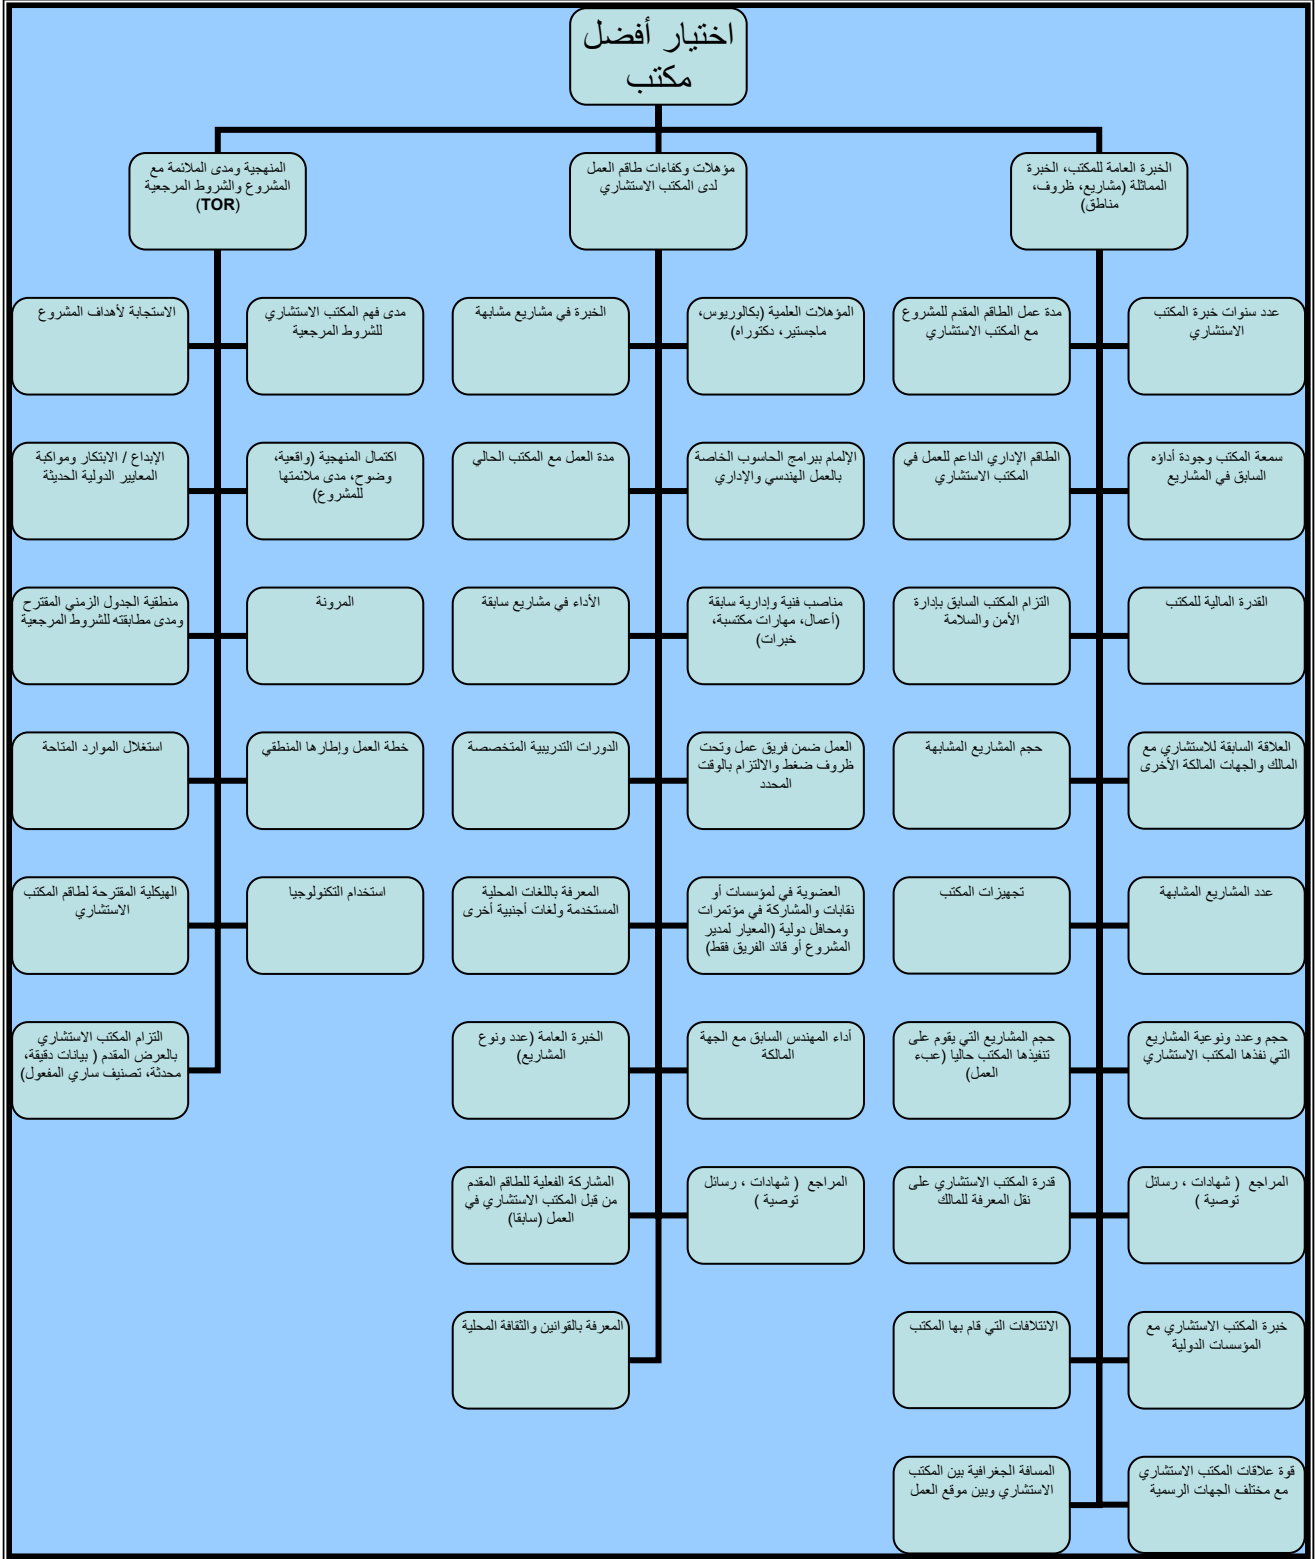 اختيار أفضل
مكتب
الخبرة العامة للمكتب، الخبرة
المماثلة (مشاريع، ظروف،
مناطق)
مؤهلات وكفاءات طاقم العمل
لدى المكتب الاستشاري
المنهجية ومدى الملائمة مع
المشروع والشروط المرجعية
(TOR)
عدد سنوات خبرة المكتب
الاستشاري
مدة عمل الطاقم المقدم للمشروع
مع المكتب الاستشاري
المؤهلات العلمية (بكالوريوس،
ماجستير، دكتوراه)
الخبرة في مشاريع مشابهة
مدى فهم المكتب الاستشاري
للشروط المرجعية
الاستجابة لأهداف المشروع
سمعة المكتب وجودة أداؤه
السابق في المشاريع
الطاقم الإداري الداعم للعمل في
المكتب الاستشاري
الإلمام ببرامج الحاسوب الخاصة
بالعمل الهندسي والإداري
مدة العمل مع المكتب الحالي
اكتمال المنهجية (واقعية،
وضوح، مدى ملائمتها
للمشروع)
الإبداع / الابتكار ومواكبة
المعايير الدولية الحديثة
القدرة المالية للمكتب
التزام المكتب السابق بإدارة
الأمن والسلامة
مناصب فنية وإدارية سابقة
(أعمال، مهارات مكتسبة،
خبرات)
الأداء في مشاريع سابقة
المرونة
منطقية الجدول الزمني المقترح
ومدى مطابقته للشروط المرجعية
العلاقة السابقة للاستشاري مع
المالك والجهات المالكة الأخرى
حجم المشاريع المشابهة
العمل ضمن فريق عمل وتحت
ظروف ضغط والالتزام بالوقت
المحدد
الدورات التدريبية المتخصصة
خطة العمل وإطارها المنطقي
استغلال الموارد المتاحة
عدد المشاريع المشابهة
تجهيزات المكتب
العضوية في لمؤسسات أو
نقابات والمشاركة في مؤتمرات
ومحافل دولية (المعيار لمدير
المشروع أو قائد الفريق فقط)
المعرفة باللغات المحلية
المستخدمة ولغات أجنبية أخرى
استخدام التكنولوجيا
الهيكلية المقترحة لطاقم المكتب
الاستشاري
حجم وعدد ونوعية المشاريع
التي نفذها المكتب الاستشاري
حجم المشاريع التي يقوم على
تنفيذها المكتب حاليا (عبء
العمل)
أداء المهندس السابق مع الجهة
المالكة
الخبرة العامة (عدد ونوع
المشاريع)
التزام المكتب الاستشاري
بالعرض المقدم ( بيانات دقيقة،
محدثة، تصنيف ساري المفعول)
المراجع ( شهادات ، رسائل
توصية )
قدرة المكتب الاستشاري على
نقل المعرفة للمالك
المراجع ( شهادات ، رسائل
توصية )
المشاركة الفعلية للطاقم المقدم
من قبل المكتب الاستشاري في
العمل (سابقا)
خبرة المكتب الاستشاري مع
المؤسسات الدولية
الائتلافات التي قام بها المكتب
المعرفة بالقوانين والثقافة المحلية
قوة علاقات المكتب الاستشاري
مع مختلف الجهات الرسمية
المسافة الجغرافية بين المكتب
الاستشاري وبين موقع العمل